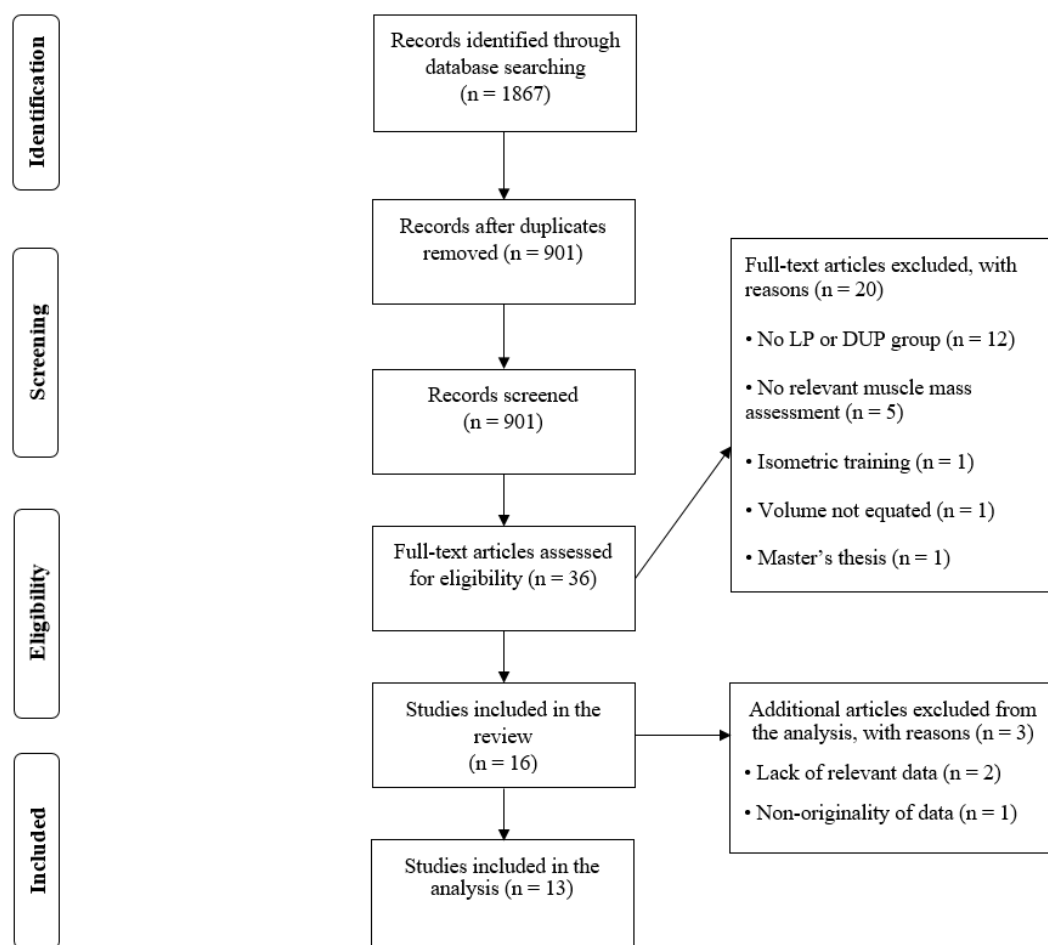 Identification
Records identified through
database searching
(n = 1867)
Records after duplicates
removed (n = 901)
Screening
Records screened
(n = 901)
Full-text articles excluded, with
reasons (n = 20)
• No LP or DUP group (n = 12)
• No relevant muscle mass
assessment (n = 5)
• Isometric training (n = 1)
• Volume not equated (n = 1)
• Master’s thesis (n = 1)
Eligibility
Full-text articles assessed
for eligibility (n = 36)
Studies included in the
review
(n = 16)
Additional articles excluded from
the analysis, with reasons (n = 3)
• Lack of relevant data (n = 2)
• Non-originality of data (n = 1)
Included
Studies included in the
analysis (n = 13)